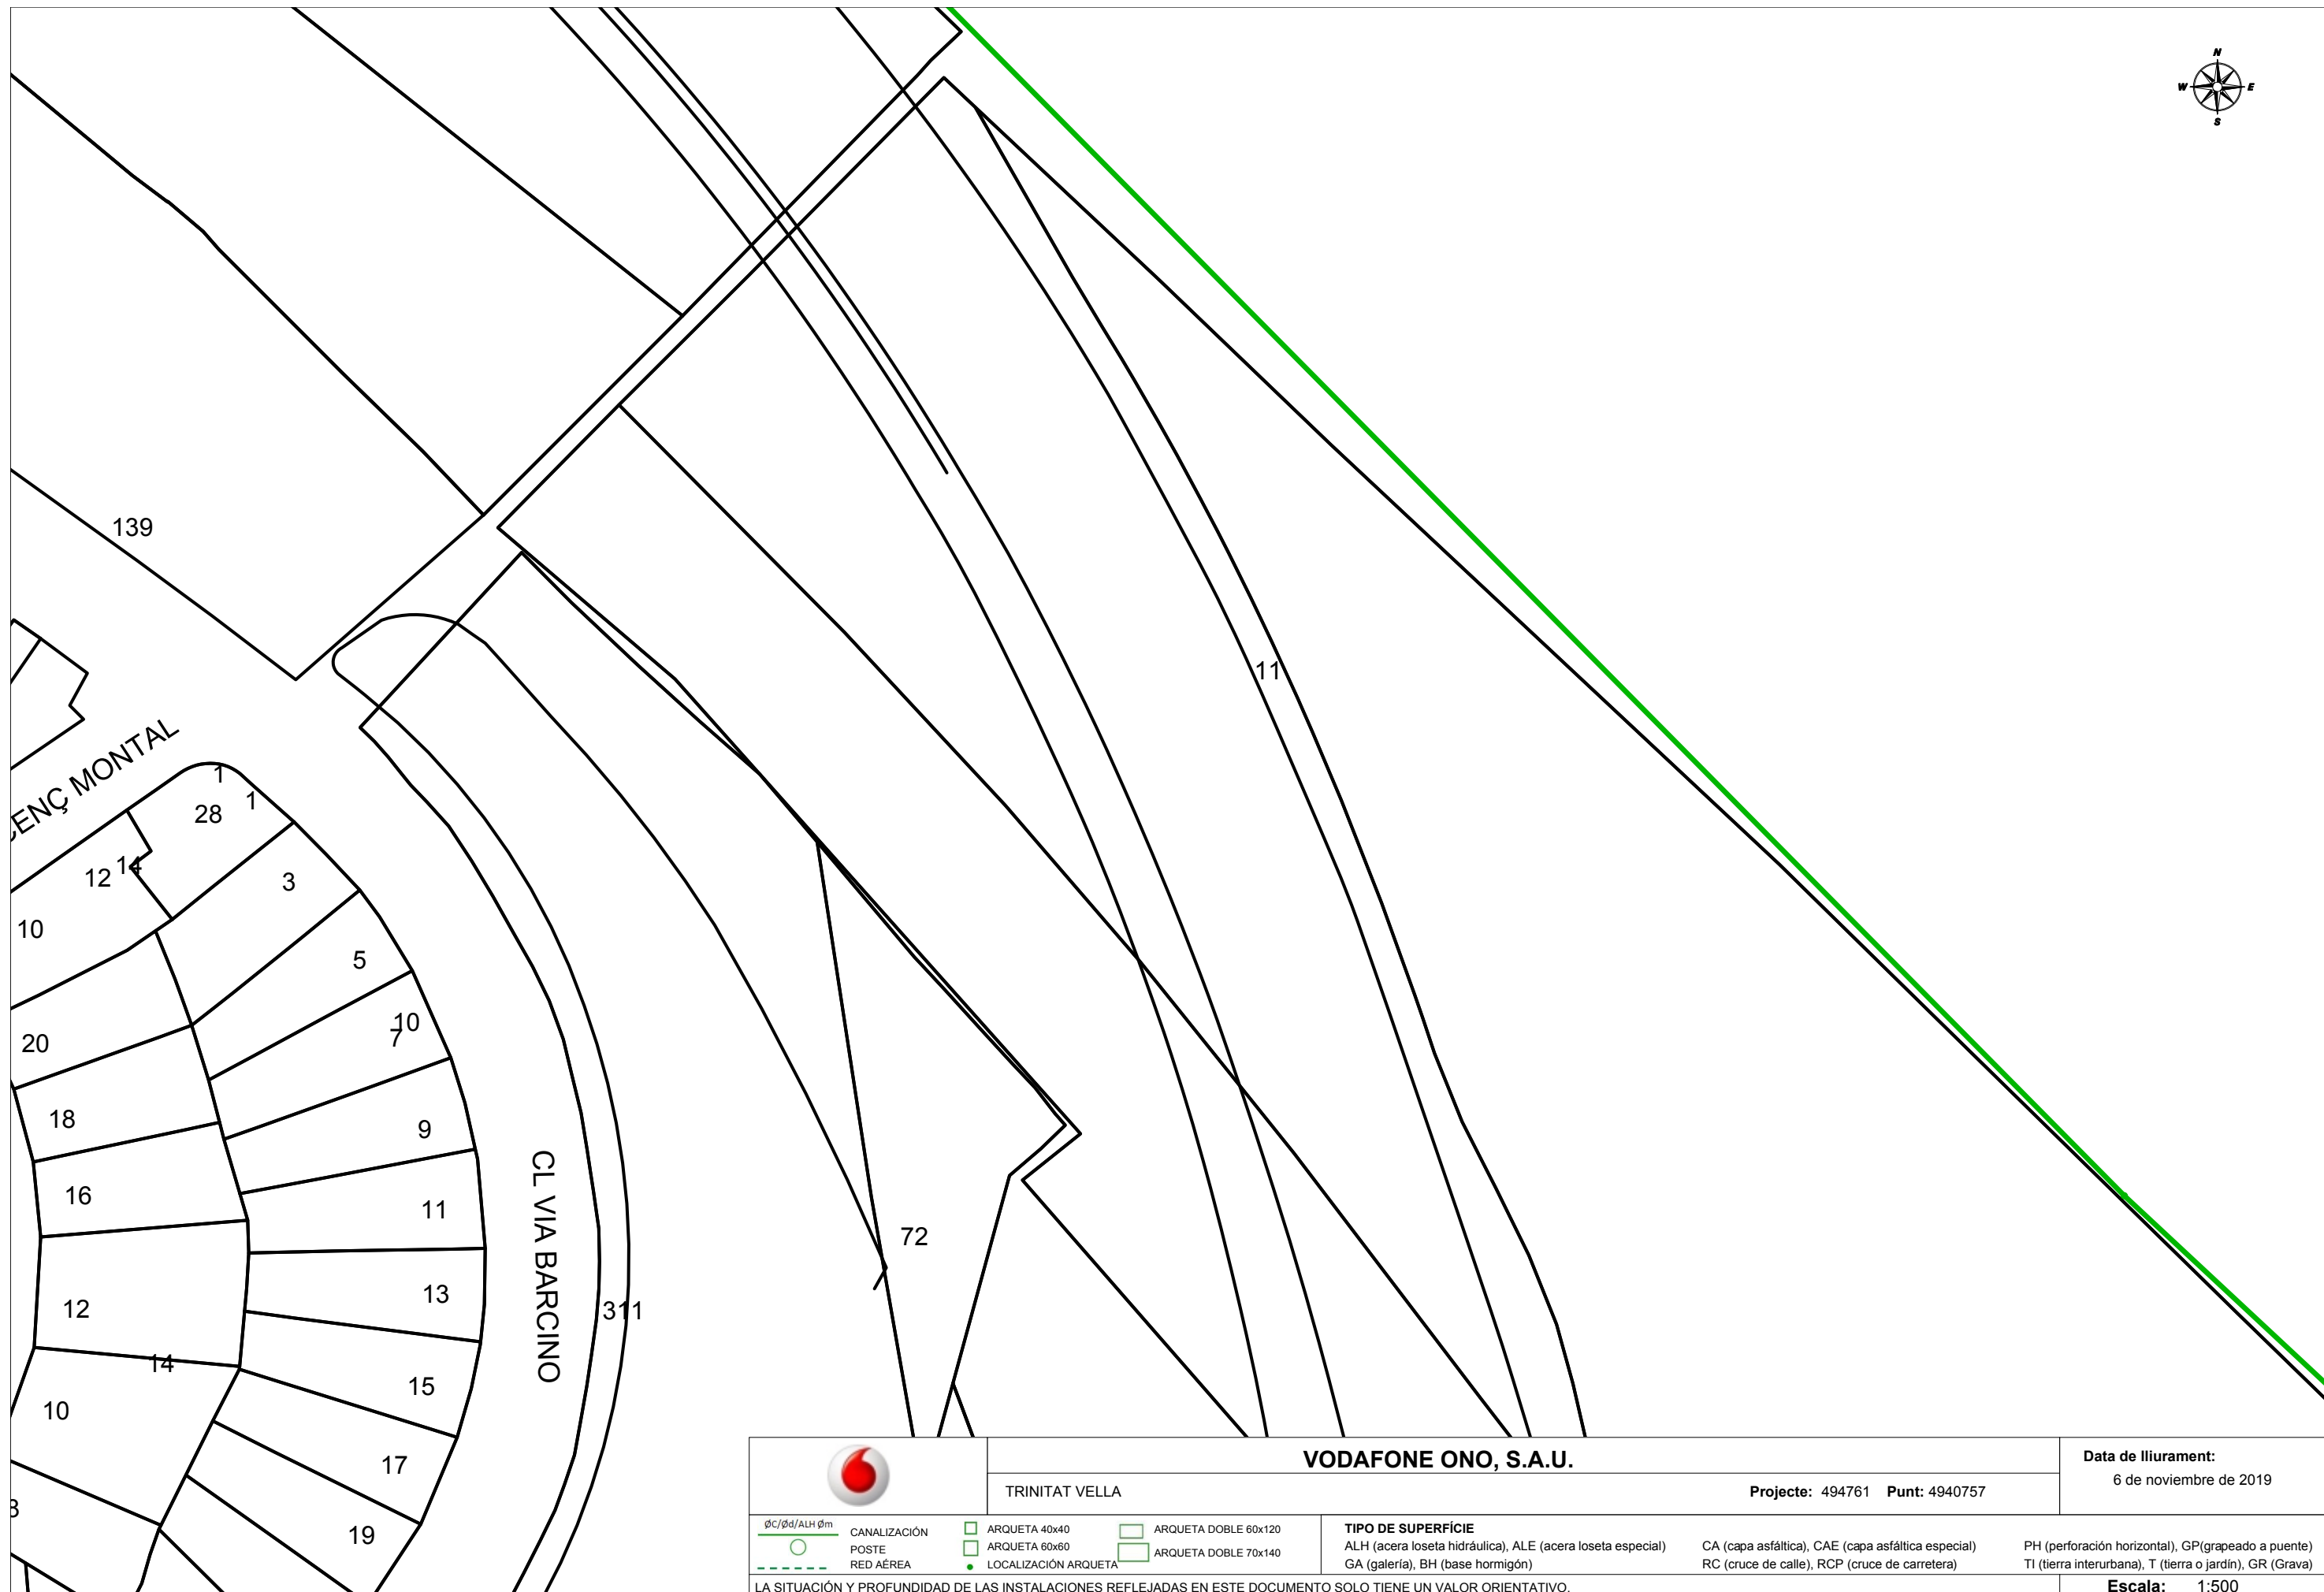 N
W E
S
139
11
CENÇ MONTAL
1
1
28
14
12
3
10
5
10
7
20
18
9
16
11
72
CL VIA BARCINO
12
13
311
14
15
10
17
19
VODAFONE ONO, S.A.U.
Data de lliurament:
6 de noviembre de 2019
TRINITAT VELLA
Projecte: 494761 Punt: 4940757
ØC/Ød/ALH Øm
CANALIZACIÓN
POSTE
RED AÉREA
ARQUETA 40x40
ARQUETA 60x60
LOCALIZACIÓN ARQUETA
ARQUETA DOBLE 60x120
ARQUETA DOBLE 70x140
TIPO DE SUPERFÍCIE
ALH (acera loseta hidráulica), ALE (acera loseta especial)
GA (galería), BH (base hormigón)
CA (capa asfáltica), CAE (capa asfáltica especial)
RC (cruce de calle), RCP (cruce de carretera)
PH (perforación horizontal), GP(grapeado a puente)
TI (tierra interurbana), T (tierra o jardín), GR (Grava)
LA SITUACIÓN Y PROFUNDIDAD DE LAS INSTALACIONES REFLEJADAS EN ESTE DOCUMENTO SOLO TIENE UN VALOR ORIENTATIVO.
Escala: 1:500